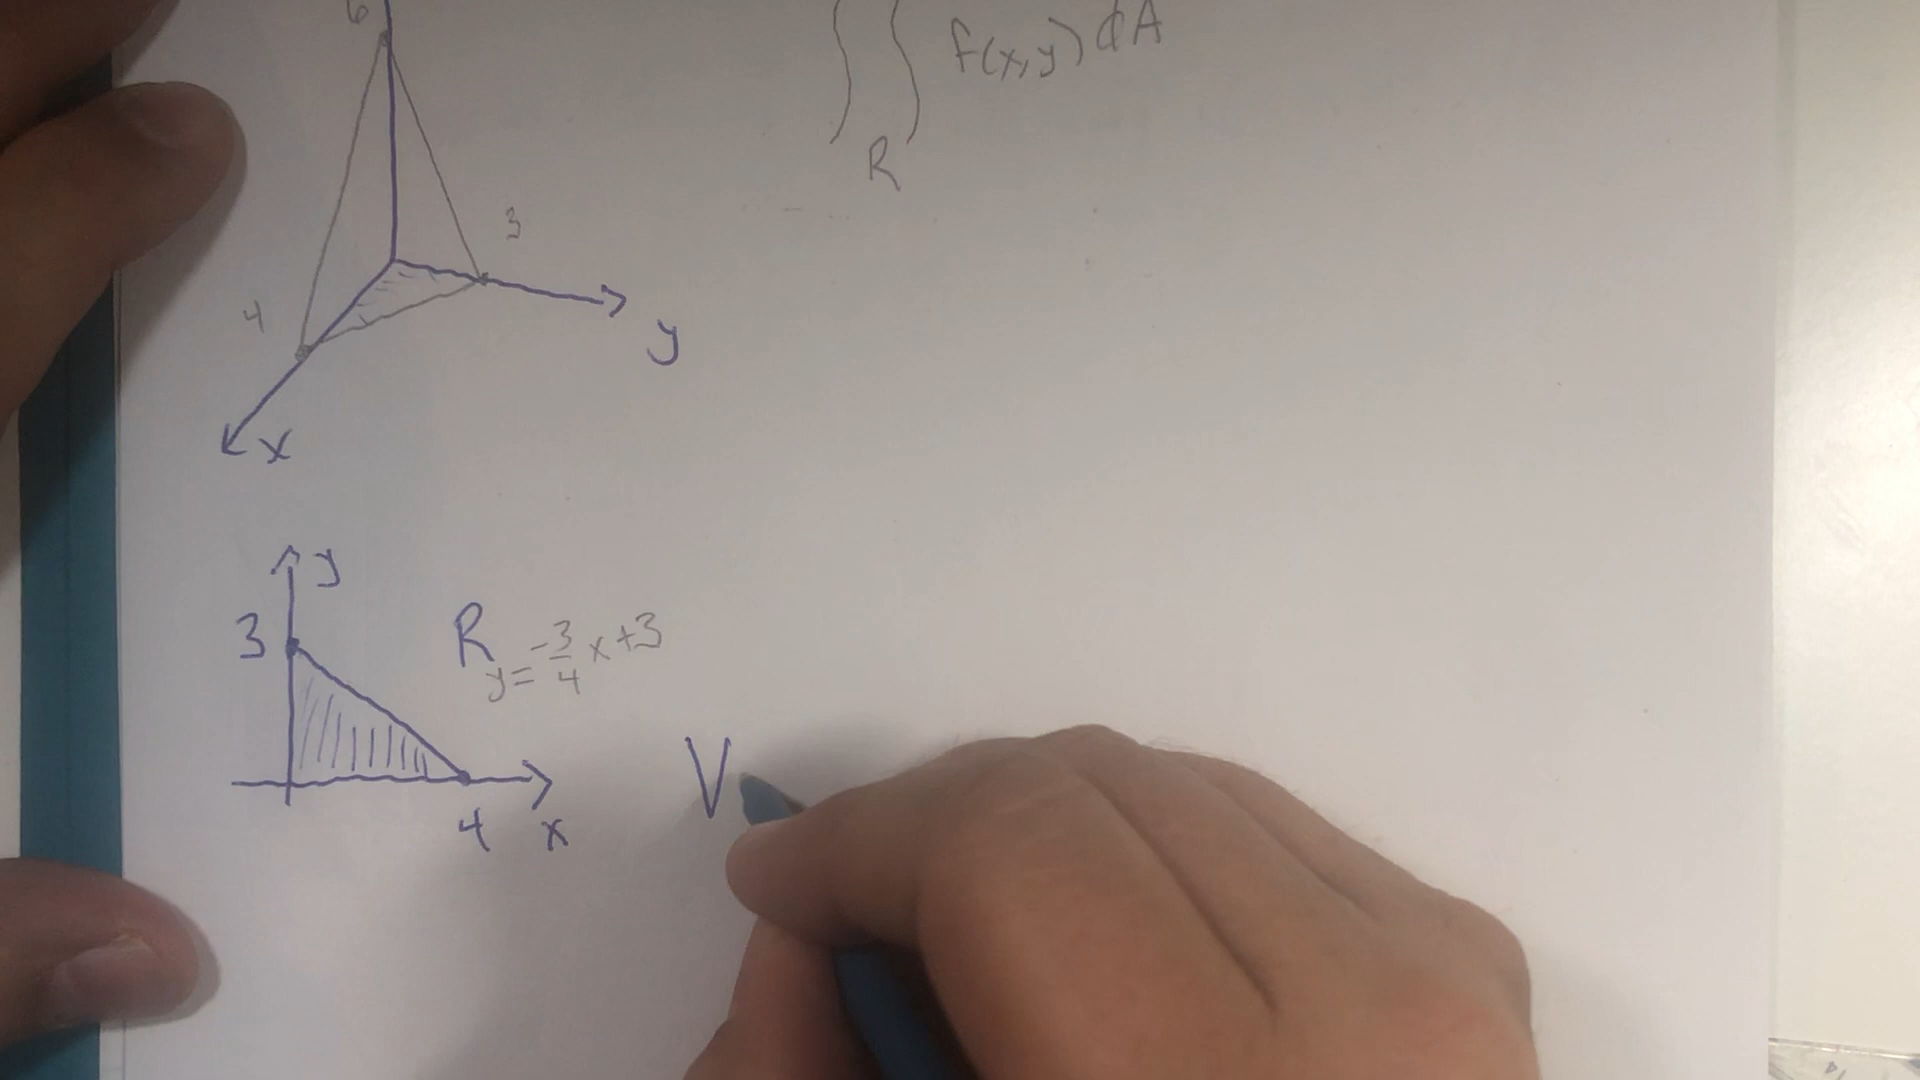 6
∫∫ f(x,y) dA
R
3
4
y
x
y
3
R
y = -3/4 x + 3
4 x
V